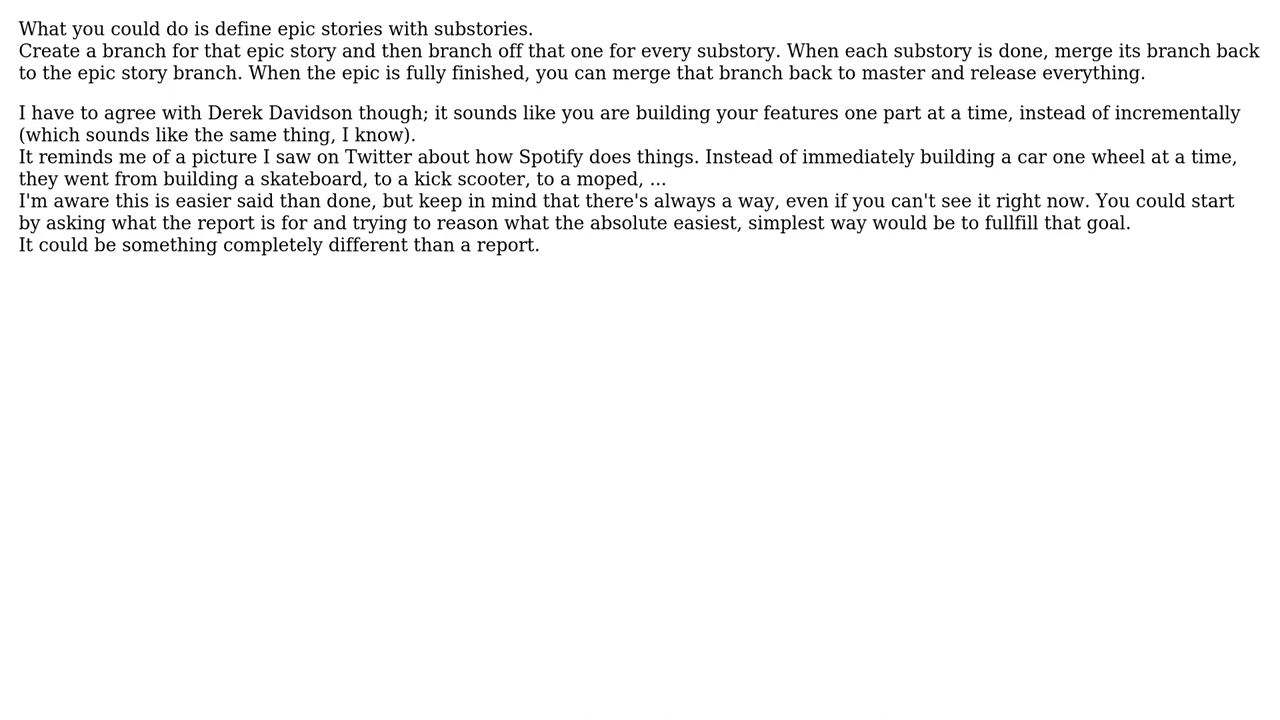 What you could do is define epic stories with substories.
Create a branch for that epic story and then branch off that one for every substory. When each substory is done, merge its branch back
to the epic story branch. When the epic is fully finished, you can merge that branch back to master and release everything.
I have to agree with Derek Davidson though; it sounds like you are building your features one part at a time, instead of incrementally
(which sounds like the same thing, I know).
It reminds me of a picture I saw on Twitter about how Spotify does things. Instead of immediately building a car one wheel at a time,
they went from building a skateboard, to a kick scooter, to a moped, ...
I'm aware this is easier said than done, but keep in mind that there's always a way, even if you can't see it right now. You could start
by asking what the report is for and trying to reason what the absolute easiest, simplest way would be to fullfill that goal.
It could be something completely different than a report.